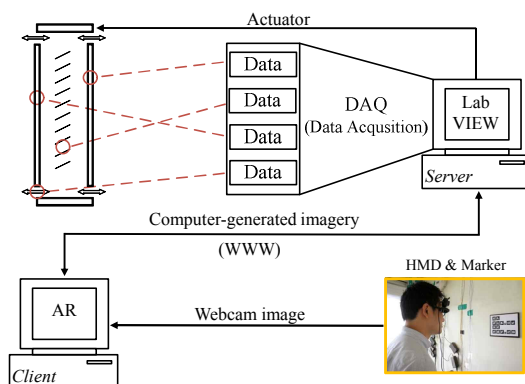 Actuator
Data
Data
Data
Data
DAQ
(Data Acqusition)
Lab
VIEW
Server
Computer-generated imagery
(WWW)
HMD & Marker
AR
Webcam image
Client